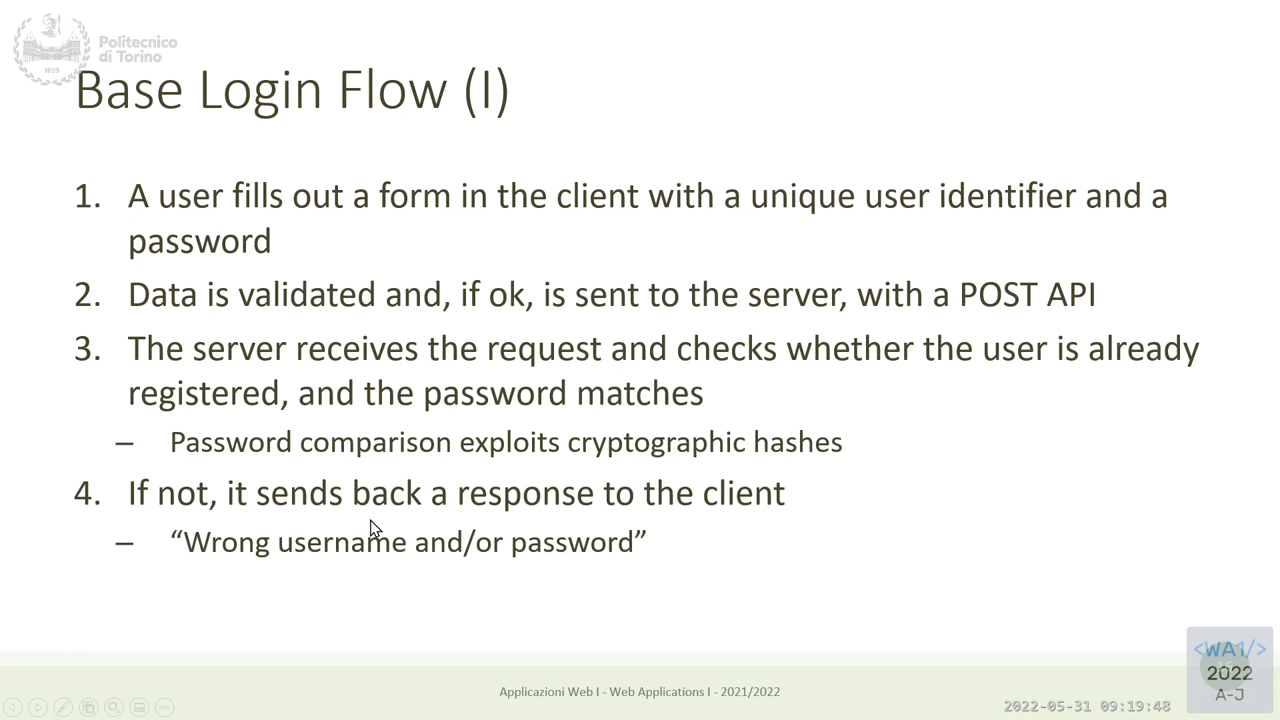 Politecnico
di Torino
1859
Base Login Flow (I)
1. A user fills out a form in the client with a unique user identifier and a
password
2. Data is validated and, if ok, is sent to the server, with a POST API
3. The server receives the request and checks whether the user is already
registered, and the password matches
– Password comparison exploits cryptographic hashes
4. If not, it sends back a response to the client
– “Wrong username and/or password”
Applicazioni Web I - Web Applications I - 2021/2022
2022-05-31 09:19:48
<WA1/>
2022
A-J